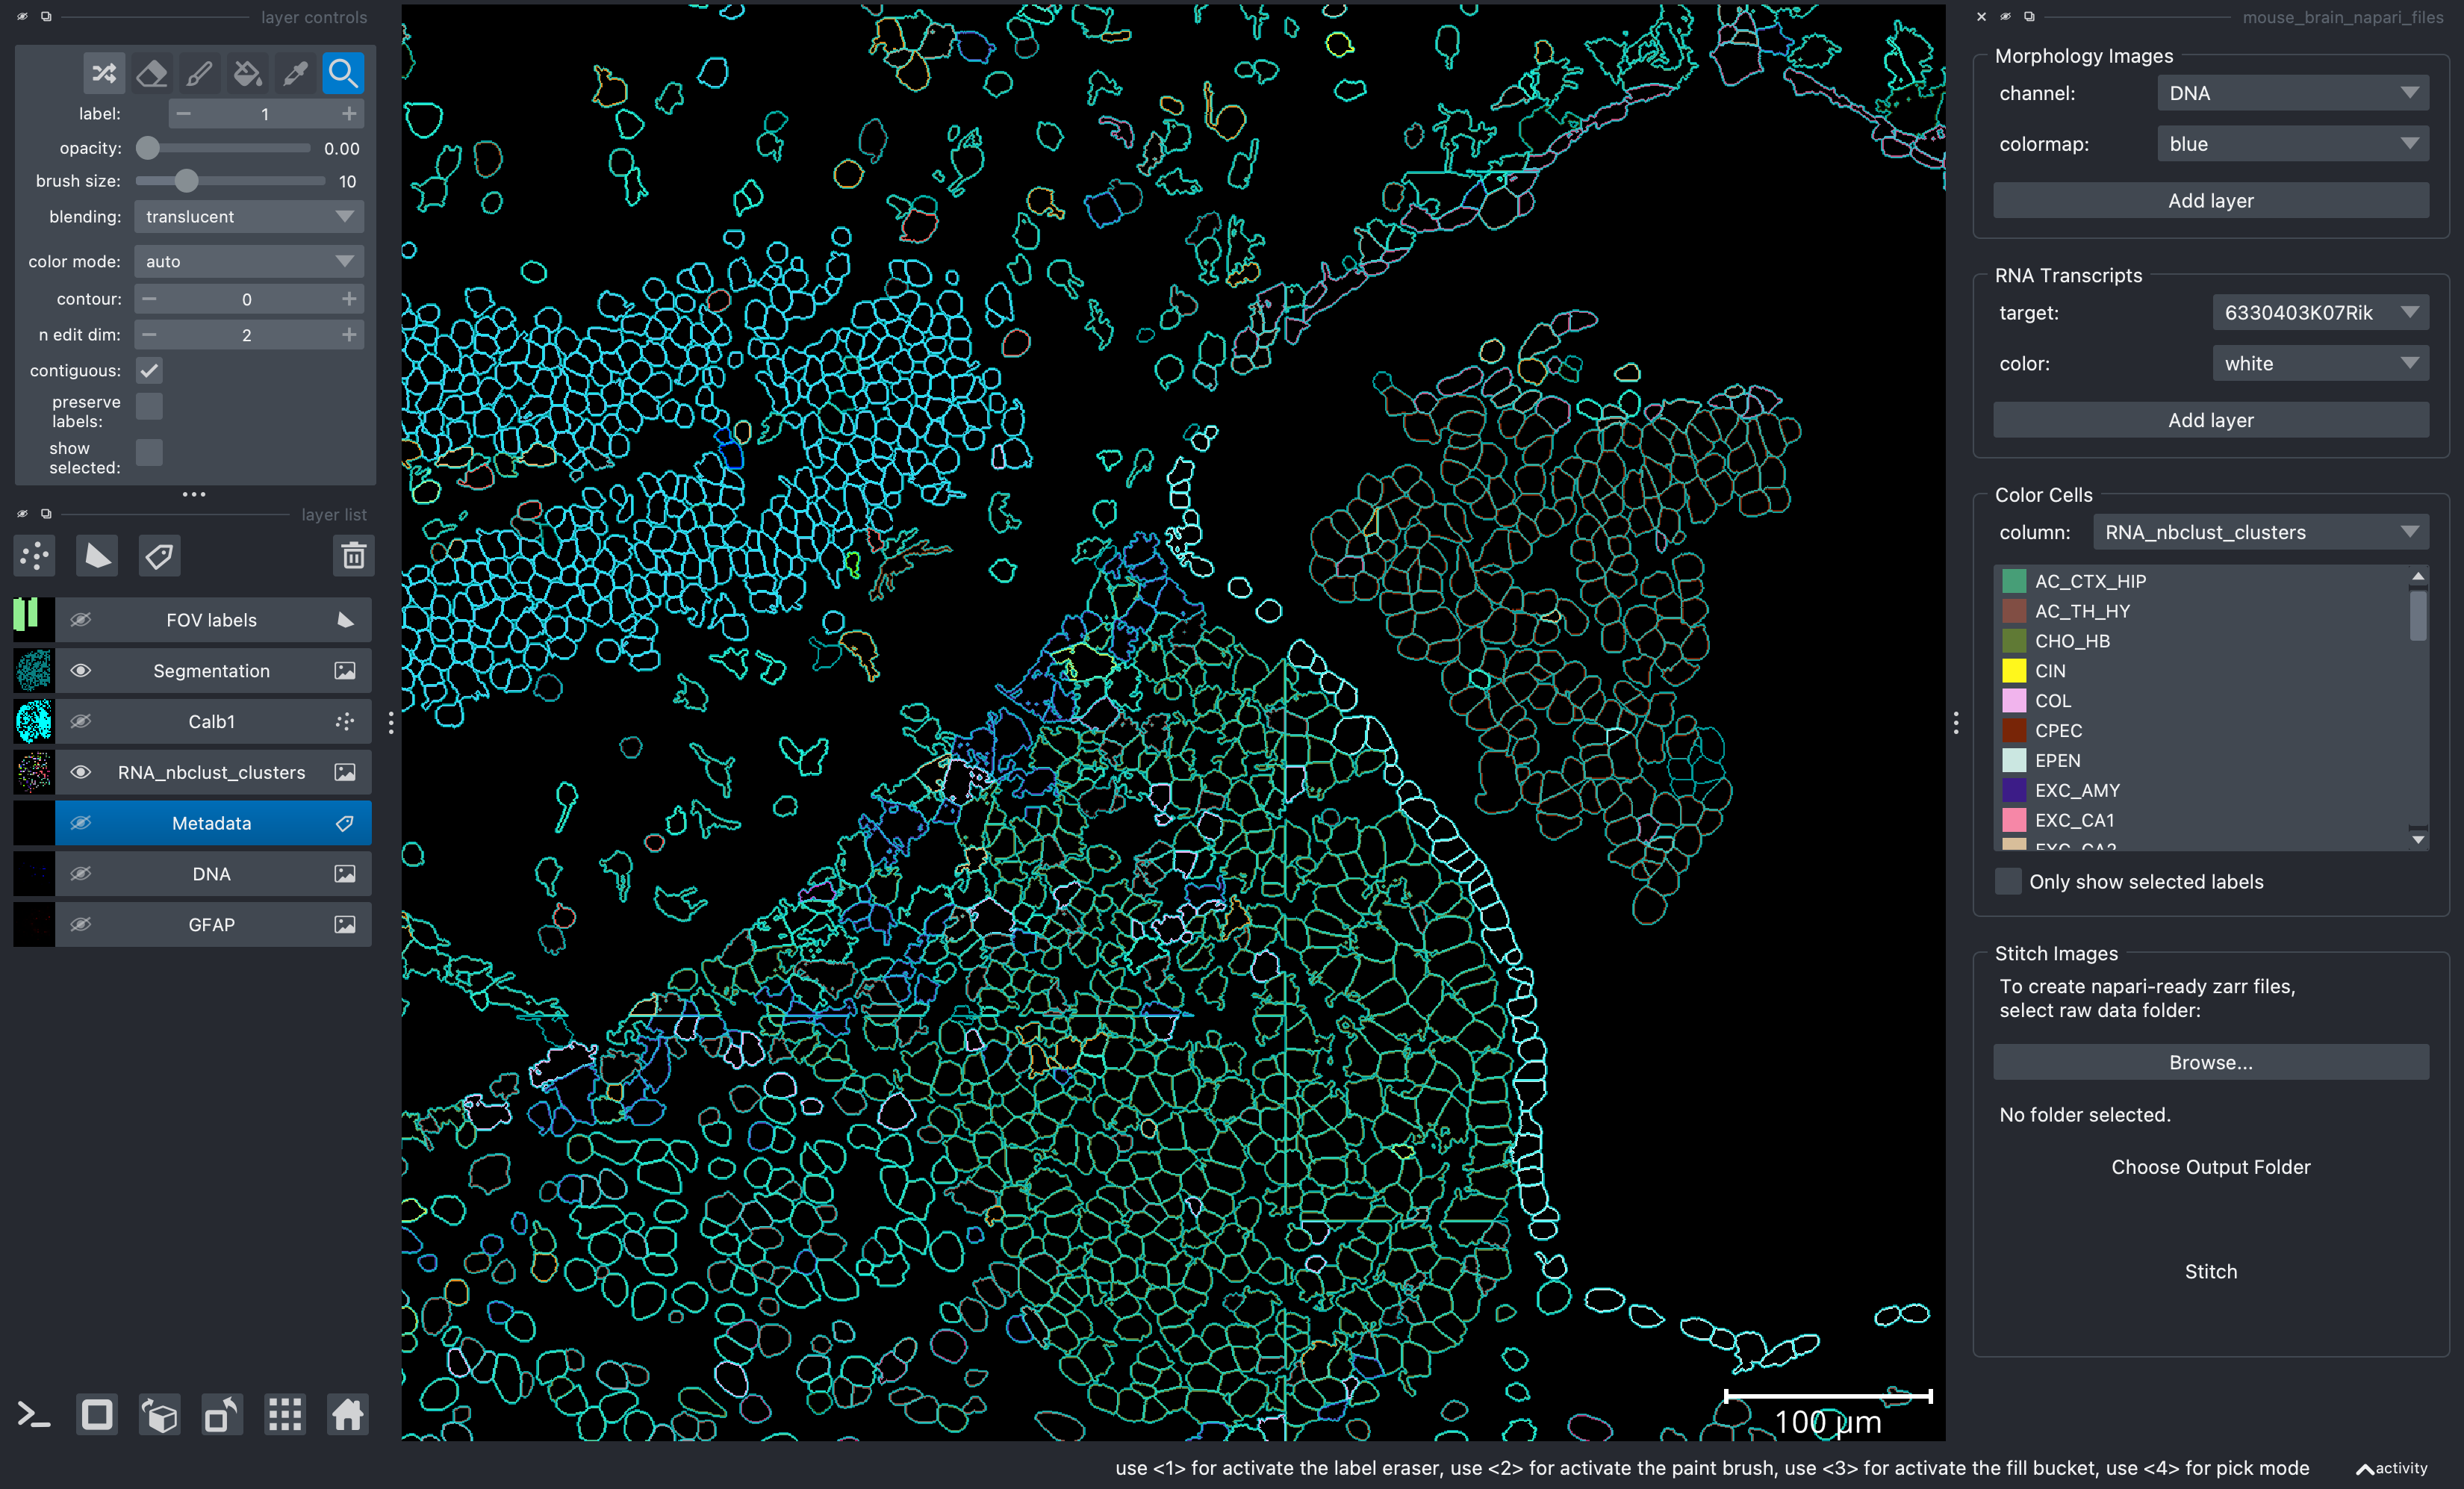 layer controls
label:
1
opacity:
0.00
brush size:
10
blending:
translucent
color mode:
auto
contour:
0
n edit dim:
2
contiguous:
preserve
labels:
show
selected:
layer list
FOV labels
Segmentation
Calb1
RNA_nbclust_clusters
Metadata
DNA
GFAP
100 µm
mouse_brain_napari_files
Morphology Images
channel:
DNA
colormap:
blue
Add layer
RNA Transcripts
target:
6330403K07Rik
color:
white
Add layer
Color Cells
column:
RNA_nbclust_clusters
AC_CTX_HIP
AC_TH_HY
CHO_HB
CIN
COL
CPEC
EPEN
EXC_AMY
EXC_CA1
Only show selected labels
Stitch Images
To create napari-ready zarr files,
select raw data folder:
Browse...
No folder selected.
Choose Output Folder
Stitch
use <1> for activate the label eraser, use <2> for activate the paint brush, use <3> for activate the fill bucket, use <4> for pick mode
activity